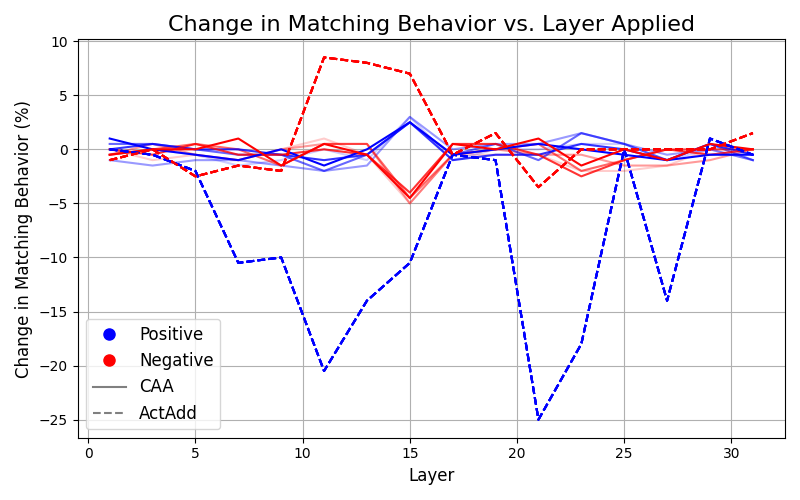 Change in Matching Behavior vs. Layer Applied
Change in Matching Behavior (%)
10
5
0
−5
−10
−15
−20
−25
Positive
Negative
CAA
ActAdd
0
5
10
15
20
25
30
Layer